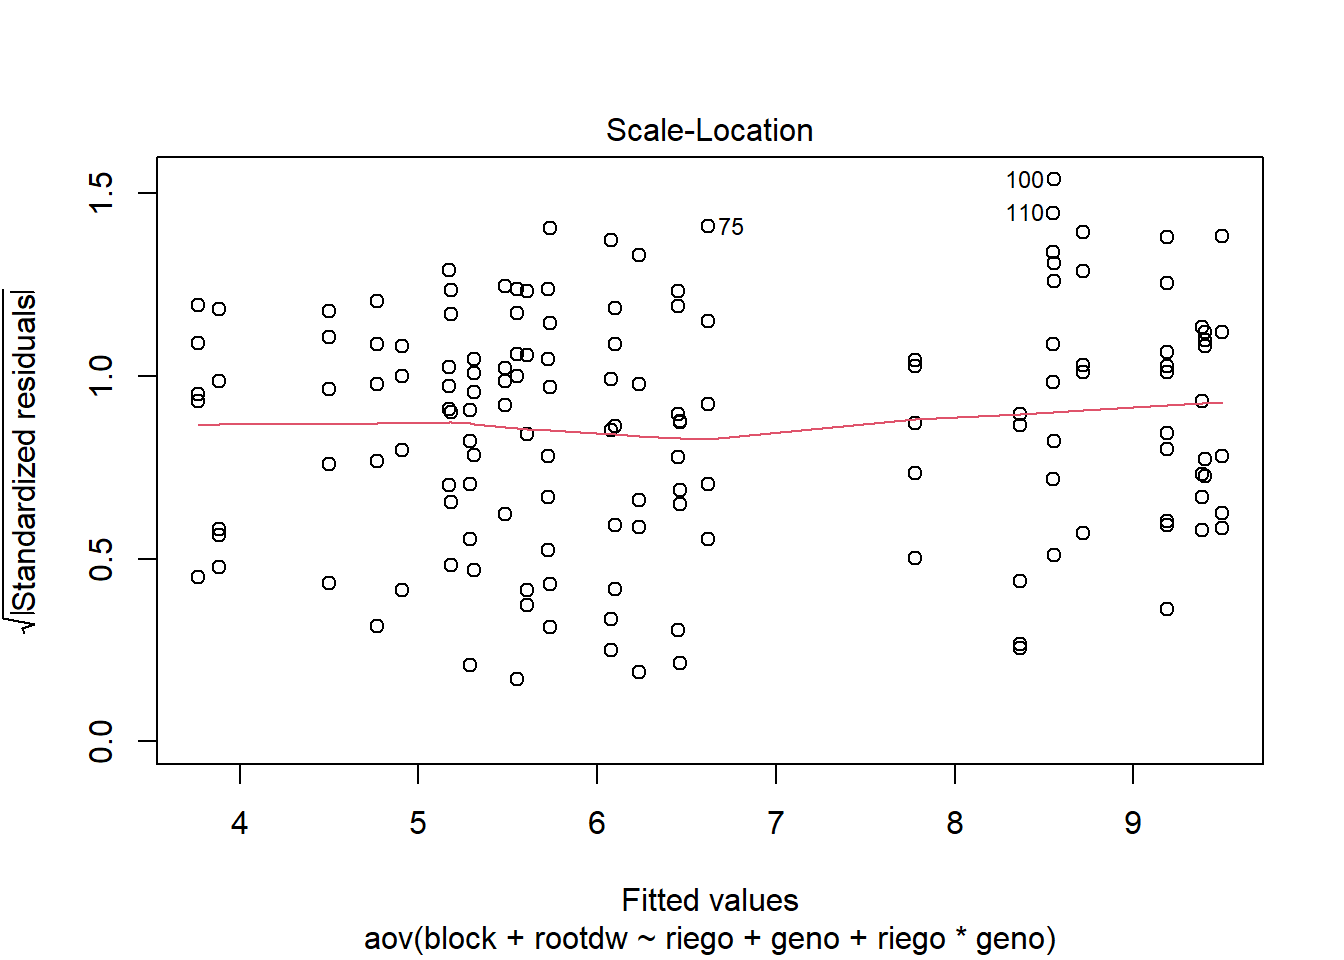 Scale-Location
√|Standardized residuals|
1.5
1.0
0.5
0.0
100
110
75
4 5 6 7 8 9
Fitted values
aov(block + rootdw ~ riego + geno + riego * geno)